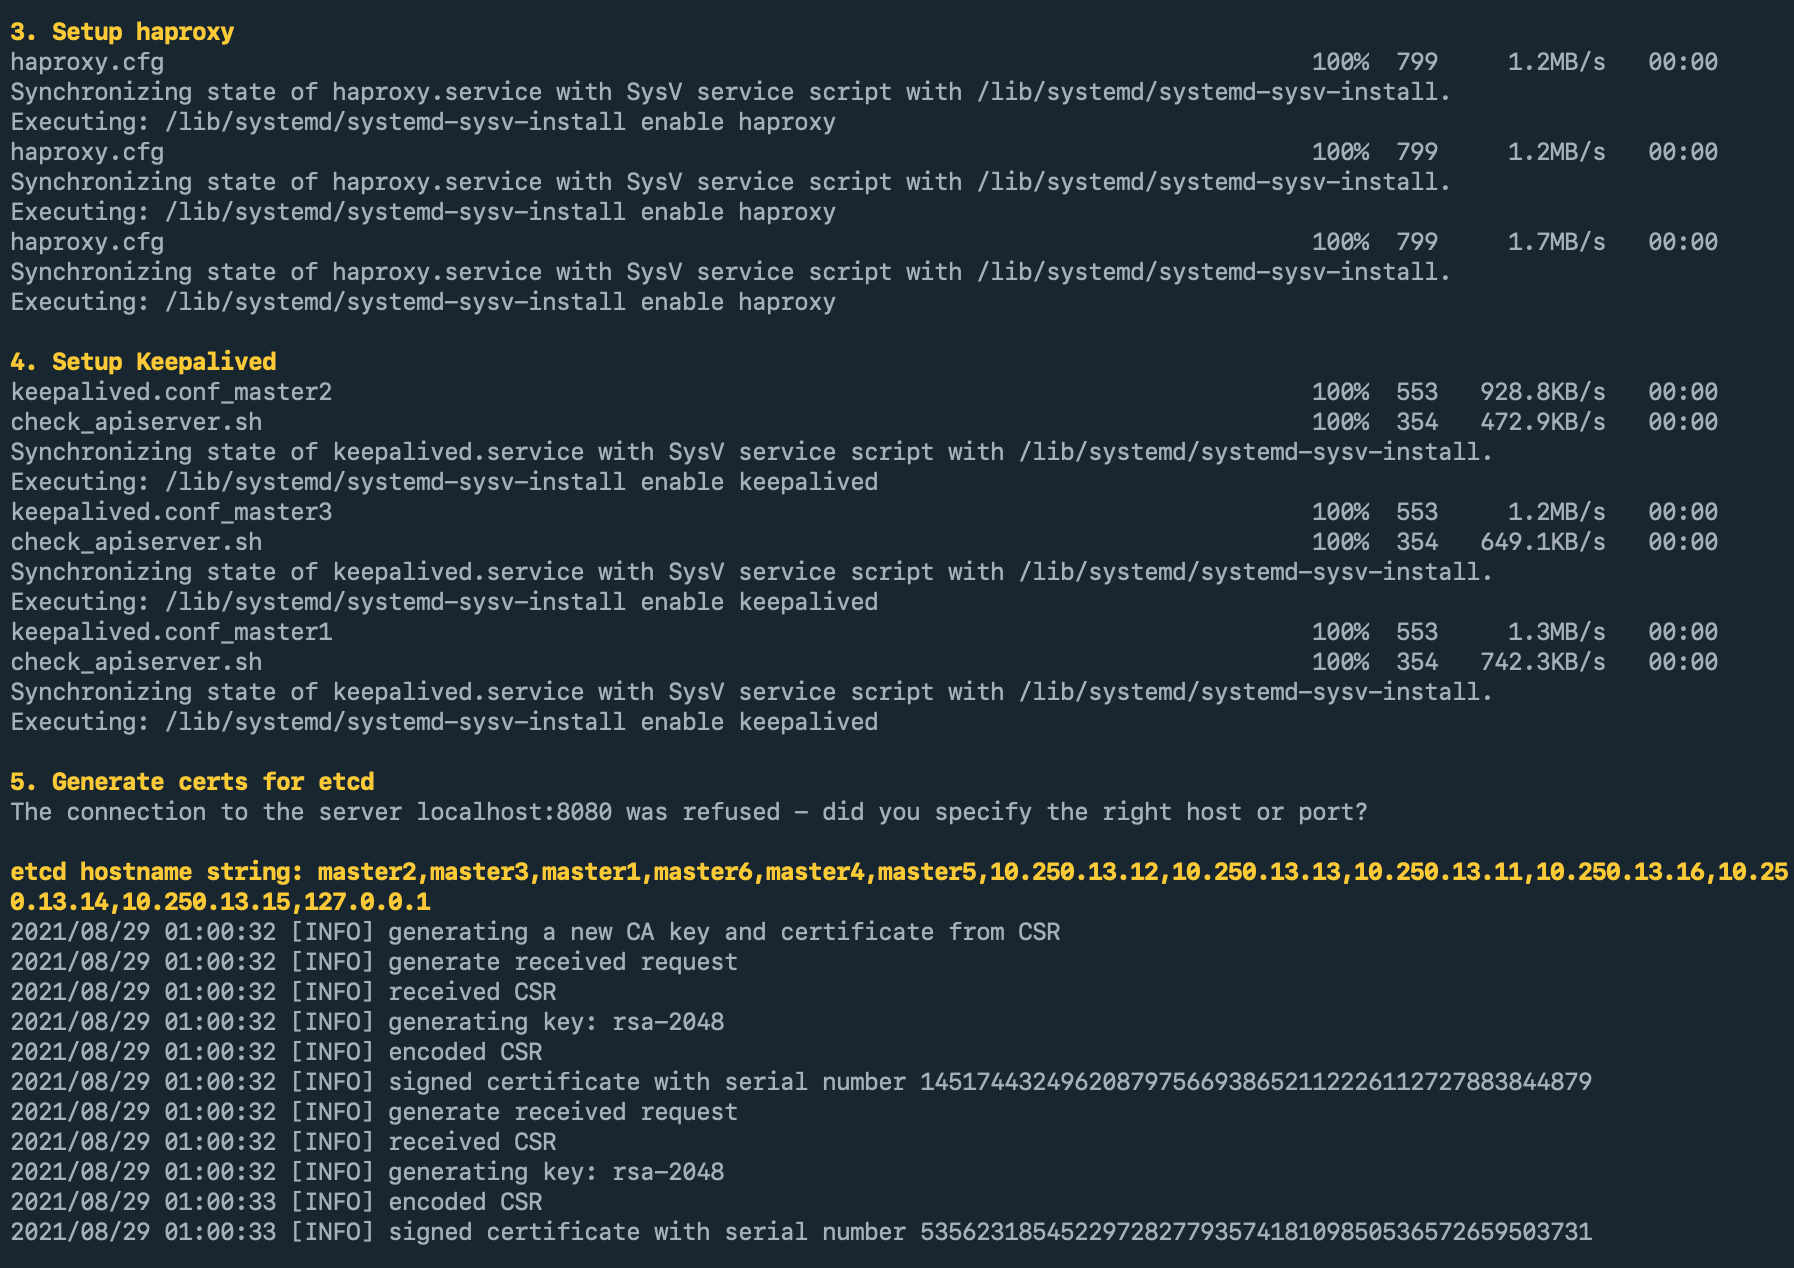 3. Setup haproxy
haproxy.cfg 100% 799 1.2MB/s 00:00
Synchronizing state of haproxy.service with SysV service script with /lib/systemd/systemd-sysv-install.
Executing: /lib/systemd/systemd-sysv-install enable haproxy
haproxy.cfg 100% 799 1.2MB/s 00:00
Synchronizing state of haproxy.service with SysV service script with /lib/systemd/systemd-sysv-install.
Executing: /lib/systemd/systemd-sysv-install enable haproxy
haproxy.cfg 100% 799 1.7MB/s 00:00
Synchronizing state of haproxy.service with SysV service script with /lib/systemd/systemd-sysv-install.
Executing: /lib/systemd/systemd-sysv-install enable haproxy
4. Setup Keepalived
keepalived.conf_master2 100% 553 928.8KB/s 00:00
check_apiserver.sh 100% 354 472.9KB/s 00:00
Synchronizing state of keepalived.service with SysV service script with /lib/systemd/systemd-sysv-install.
Executing: /lib/systemd/systemd-sysv-install enable keepalived
keepalived.conf_master3 100% 553 1.2MB/s 00:00
check_apiserver.sh 100% 354 649.1KB/s 00:00
Synchronizing state of keepalived.service with SysV service script with /lib/systemd/systemd-sysv-install.
Executing: /lib/systemd/systemd-sysv-install enable keepalived
keepalived.conf_master1 100% 553 1.3MB/s 00:00
check_apiserver.sh 100% 354 742.3KB/s 00:00
Synchronizing state of keepalived.service with SysV service script with /lib/systemd/systemd-sysv-install.
Executing: /lib/systemd/systemd-sysv-install enable keepalived
5. Generate certs for etcd
The connection to the server localhost:8080 was refused - did you specify the right host or port?
etcd hostname string: master2,master3,master1,master6,master4,master5,10.250.13.12,10.250.13.13,10.250.13.11,10.250.13.16,10.25
0.13.14,10.250.13.15,127.0.0.1
2021/08/29 01:00:32 [INFO] generating a new CA key and certificate from CSR
2021/08/29 01:00:32 [INFO] generate received request
2021/08/29 01:00:32 [INFO] received CSR
2021/08/29 01:00:32 [INFO] generating key: rsa-2048
2021/08/29 01:00:32 [INFO] encoded CSR
2021/08/29 01:00:32 [INFO] signed certificate with serial number 145174432496208797566938652112226112727883844879
2021/08/29 01:00:32 [INFO] generate received request
2021/08/29 01:00:32 [INFO] received CSR
2021/08/29 01:00:32 [INFO] generating key: rsa-2048
2021/08/29 01:00:33 [INFO] encoded CSR
2021/08/29 01:00:33 [INFO] signed certificate with serial number 535623185452297282779357418109850536572659503731